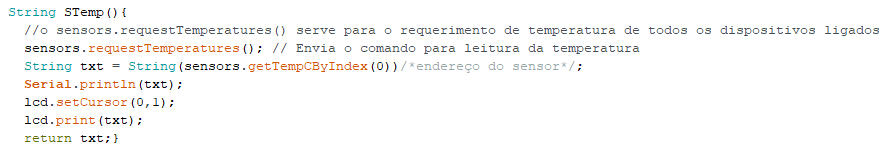 String STemp(){
//o sensors.requestTemperatures() serve para o requerimento de temperatura de todos os dispositivos ligados
sensors.requestTemperatures(); // Envia o comando para leitura da temperatura
String txt = String(sensors.getTempCByIndex(0))/*endereço do sensor*/;
Serial.println(txt);
lcd.setCursor(0,1);
lcd.print(txt);
return txt;}